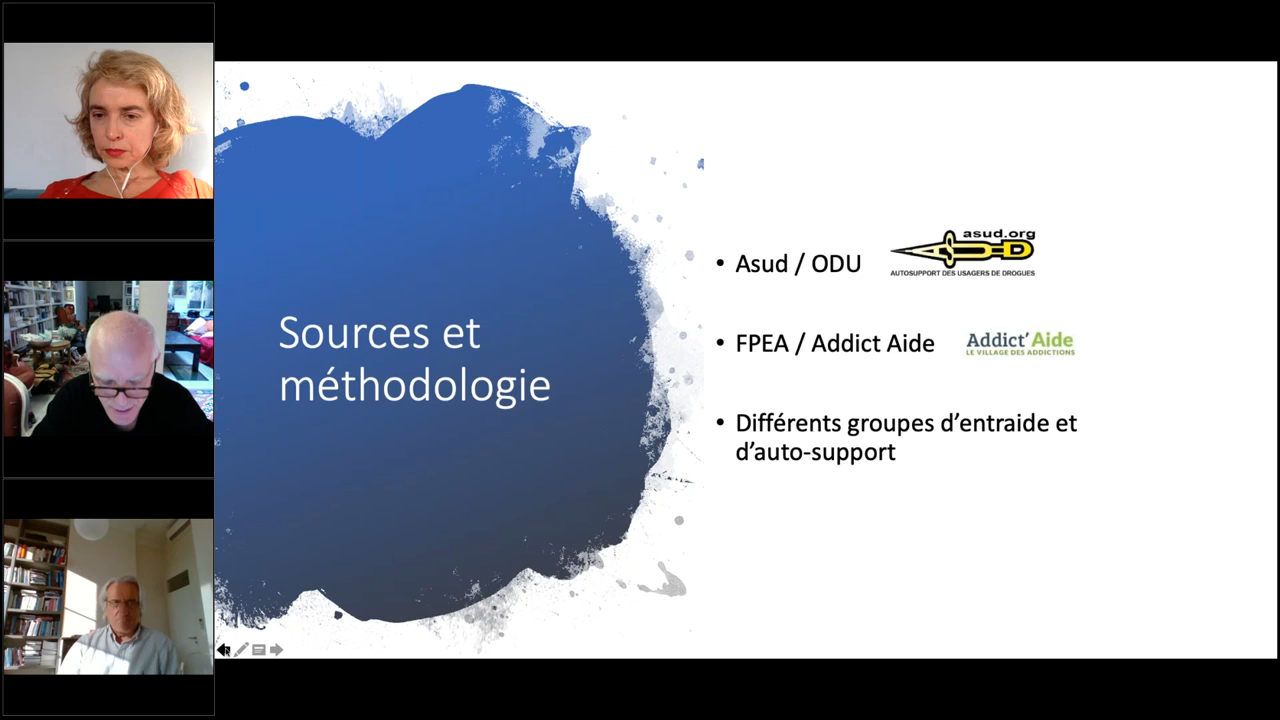 Sources et
méthodologie
• Asud / ODU
asud.org
AUTOSUPPORT DES USAGERS DE DROGUES
• FPEA / Addict Aide
Addict'Aide
LE VILLAGE DES ADDICTIONS
• Différents groupes d’entraide et
d’auto-support